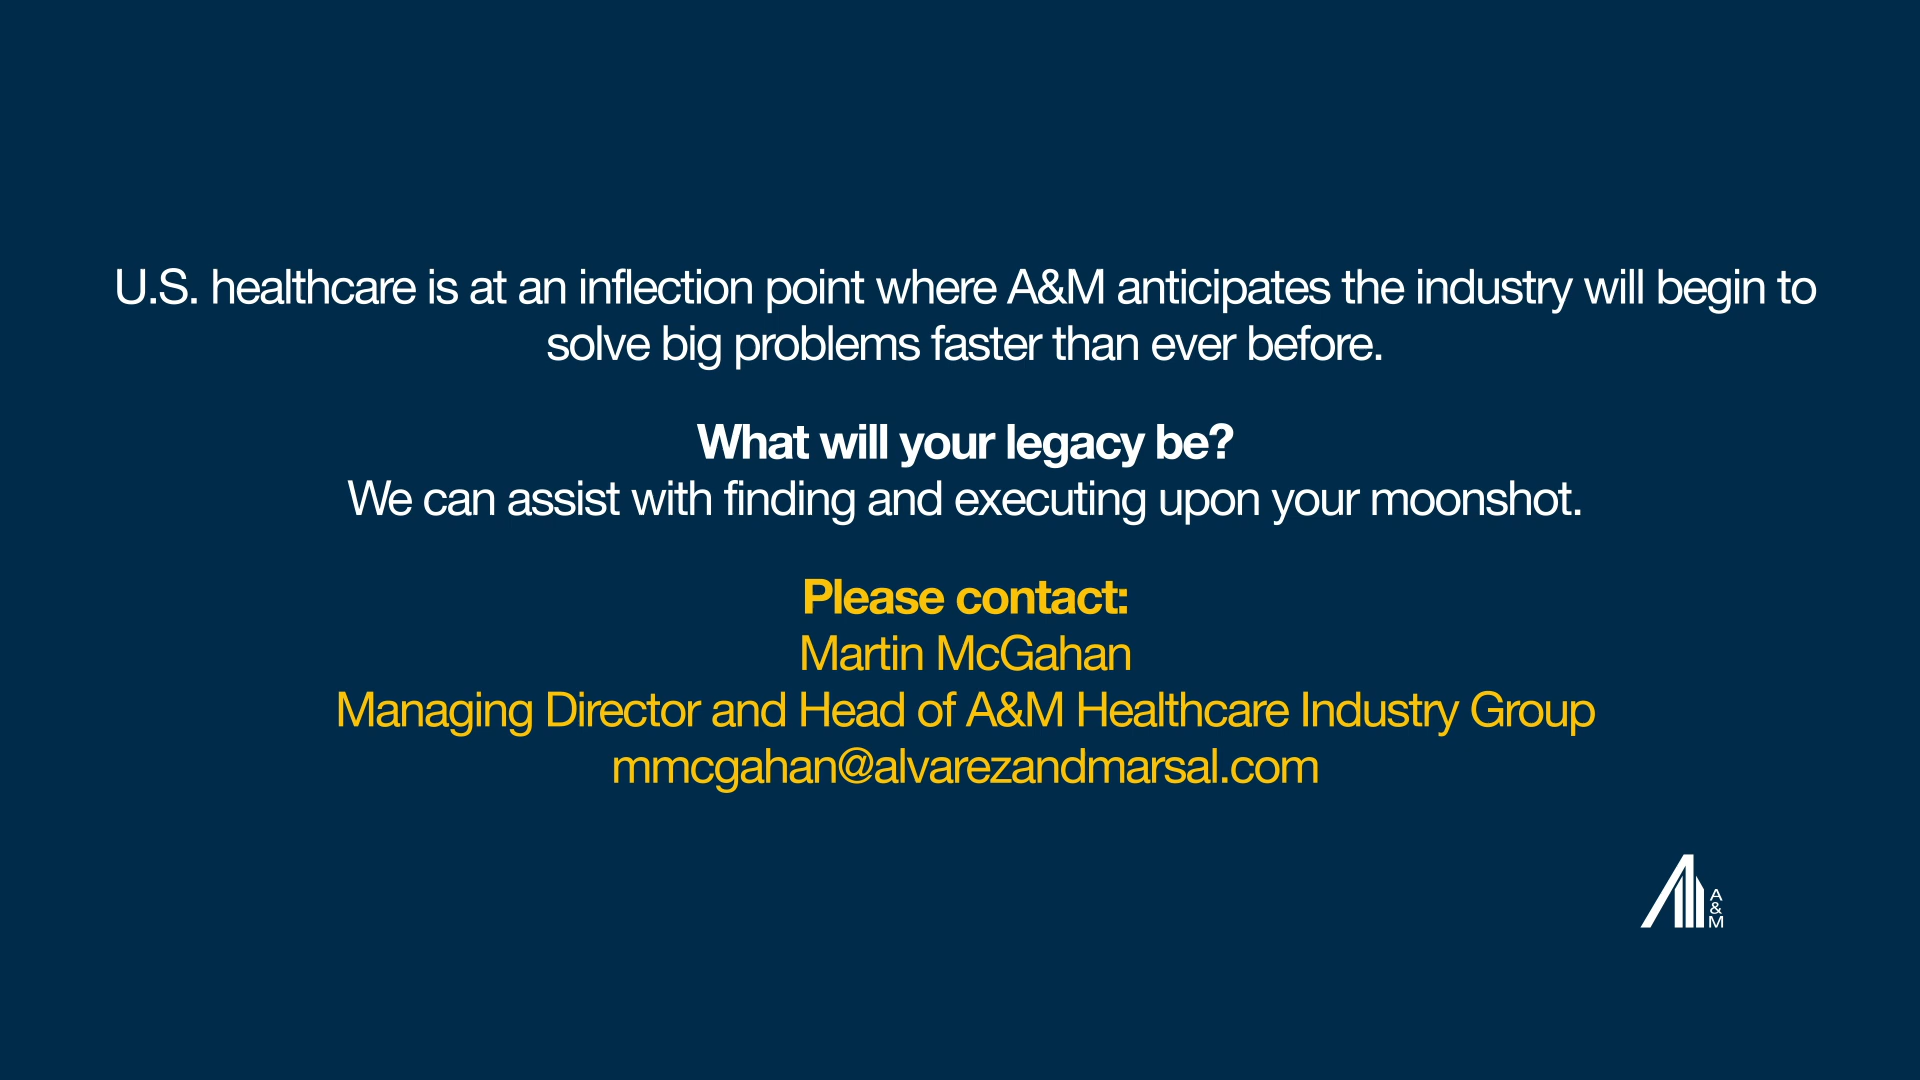 U.S. healthcare is at an inflection point where A&M anticipates the industry will begin to
solve big problems faster than ever before.
What will your legacy be?
We can assist with finding and executing upon your moonshot.
Please contact:
Martin McGahan
Managing Director and Head of A&M Healthcare Industry Group
mmcgahan@alvarezandmarsal.com
A
&
M